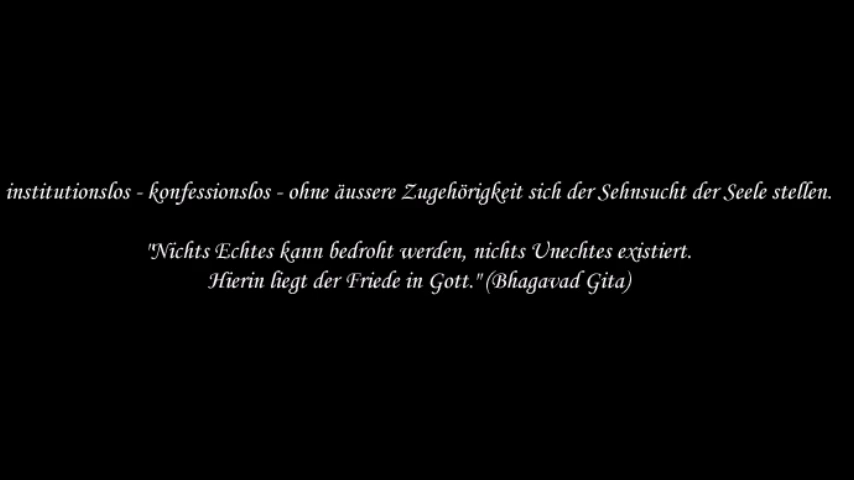 institutionslos - konfessionslos - ohne äussere Zugehörigkeit sich der Sehnsucht der Seele stellen.
"Nichts Echtes kann bedroht werden, nichts Unechtes existiert.
Hierin liegt der Friede in Gott." (Bhagavad Gita)